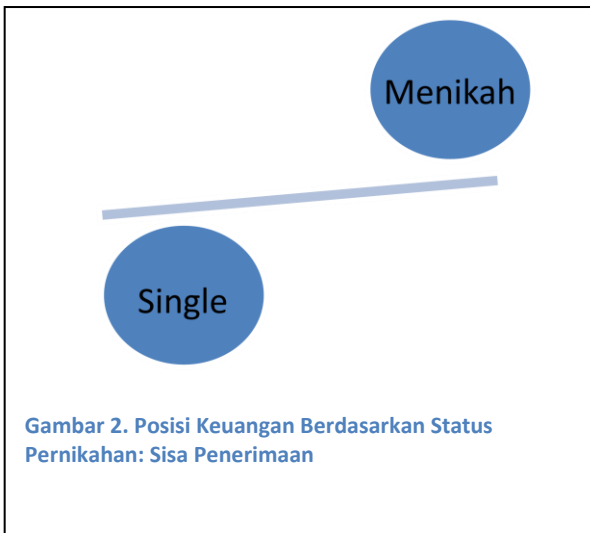 Menikah
Single
Gambar 2. Posisi Keuangan Berdasarkan Status
Pernikahan: Sisa Penerimaan